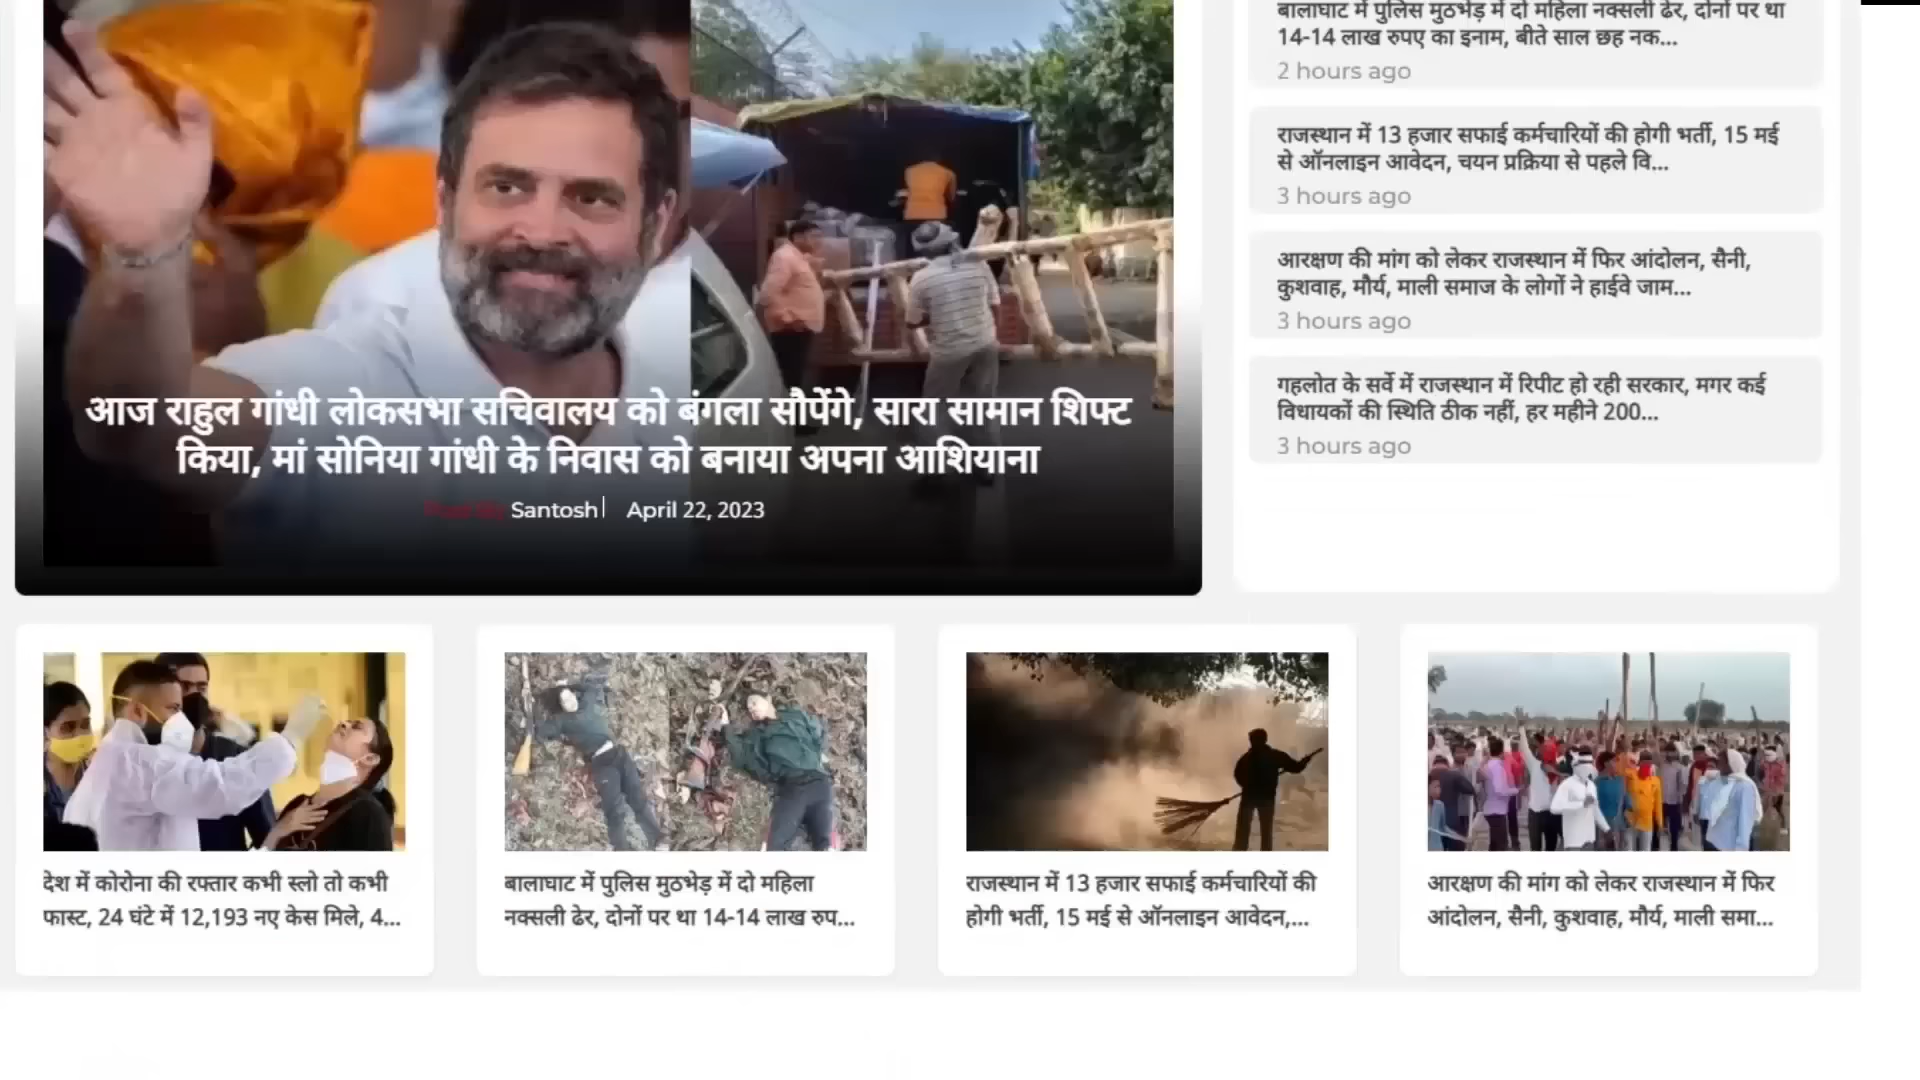 आज राहुल गांधी लोकसभा सचिवालय को बंगला सौपेंगे, सारा सामान शिफ्ट
किया, मां सोनिया गांधी के निवास को बनाया अपना आशियाना
Santosh| April 22, 2023
बालाघाट में पुलिस मुठभेड़ में दो महिला नक्सली ढेर, दोनों पर था
14-14 लाख रुपए का इनाम, बीते साल छह नक...
2 hours ago
राजस्थान में 13 हजार सफाई कर्मचारियों की होगी भर्ती, 15 मई
से ऑनलाइन आवेदन, चयन प्रक्रिया से पहले वि...
3 hours ago
आरक्षण की मांग को लेकर राजस्थान में फिर आंदोलन, सैनी,
कुशवाह, मौर्य, माली समाज के लोगों ने हाईवे जाम...
3 hours ago
गहलोत के सर्वे में राजस्थान में रिपीट हो रही सरकार, मगर कई
विधायकों की स्थिति ठीक नहीं, हर महीने 200...
3 hours ago
देश में कोरोना की रफ्तार कभी स्लो तो कभी
फास्ट, 24 घंटे में 12,193 नए केस मिले, 4...
बालाघाट में पुलिस मुठभेड़ में दो महिला
नक्सली ढेर, दोनों पर था 14-14 लाख रुप...
राजस्थान में 13 हजार सफाई कर्मचारियों की
होगी भर्ती, 15 मई से ऑनलाइन आवेदन,...
आरक्षण की मांग को लेकर राजस्थान में फिर
आंदोलन, सैनी, कुशवाह, मौर्य, माली समा...